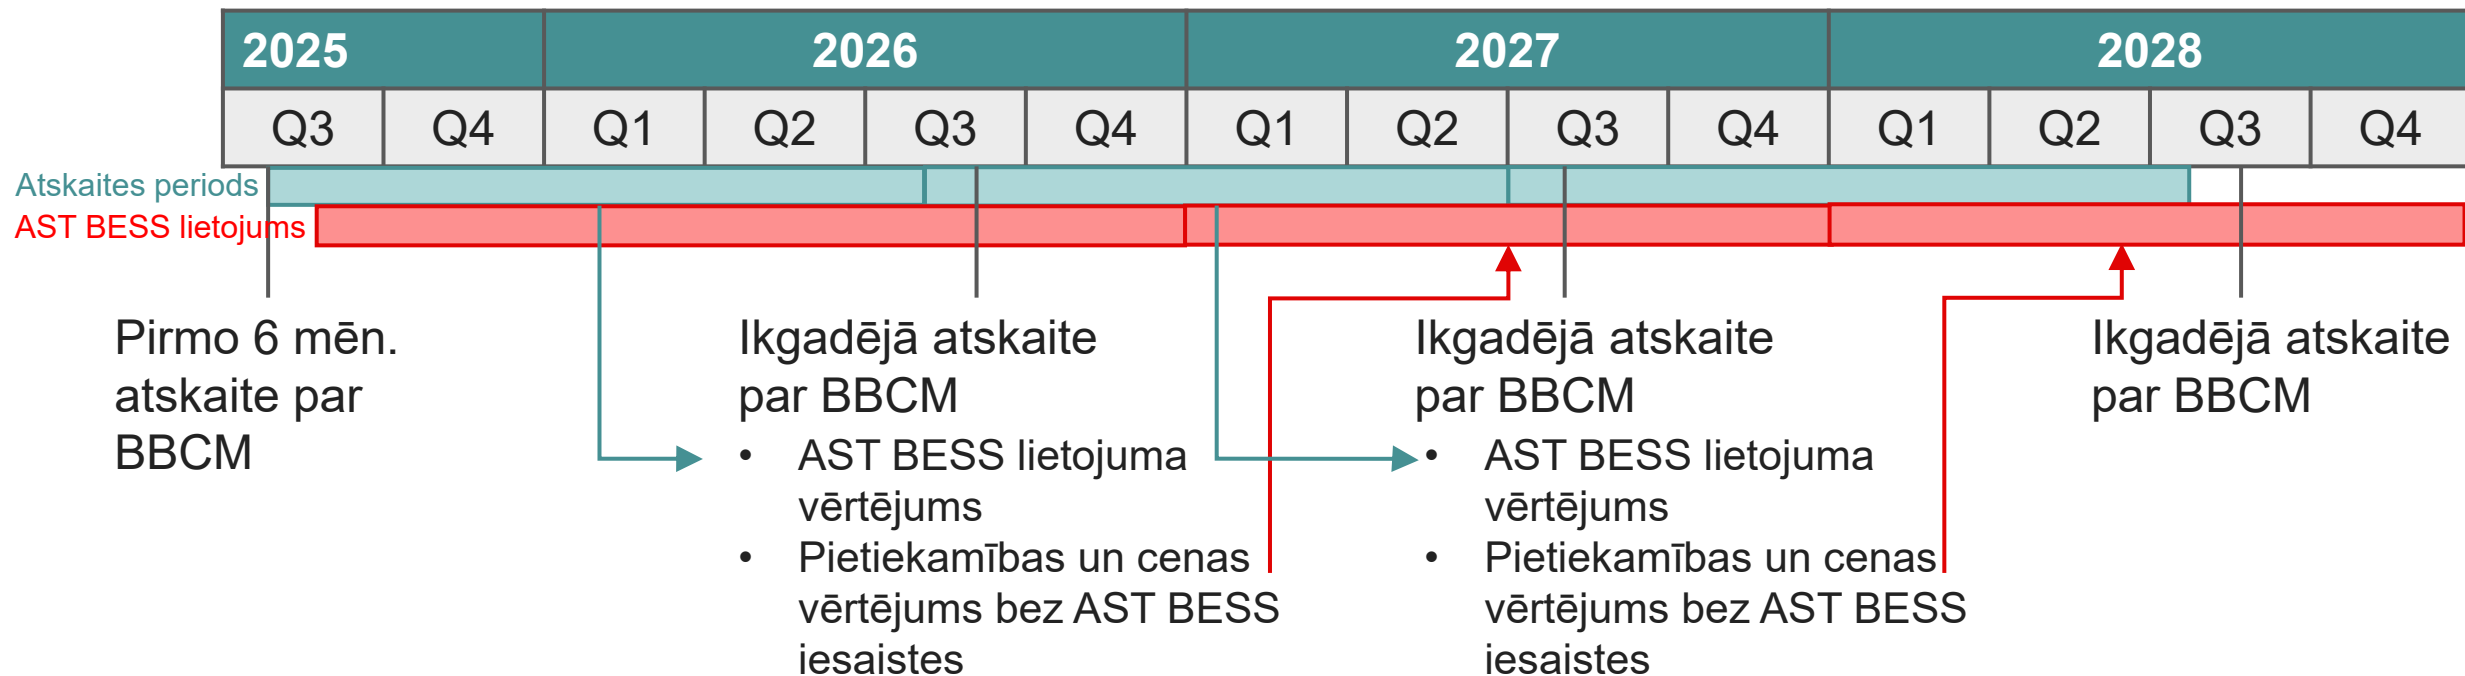 2025 2026 2027 2028
Q3 Q4 Q1 Q2 Q3 Q4 Q1 Q2 Q3 Q4 Q1 Q2 Q3 Q4
Atskaites periods
AST BESS lietojums
Pirmo 6 mēn.
atskaite par
BBCM
Ikgadējā atskaite
par BBCM
• AST BESS lietojuma
vērtējums
• Pietiekamības un cenas
vērtējums bez AST BESS
iesaistes
Ikgadējā atskaite
par BBCM
• AST BESS lietojuma
vērtējums
• Pietiekamības un cenas
vērtējums bez AST BESS
iesaistes
Ikgadējā atskaite
par BBCM